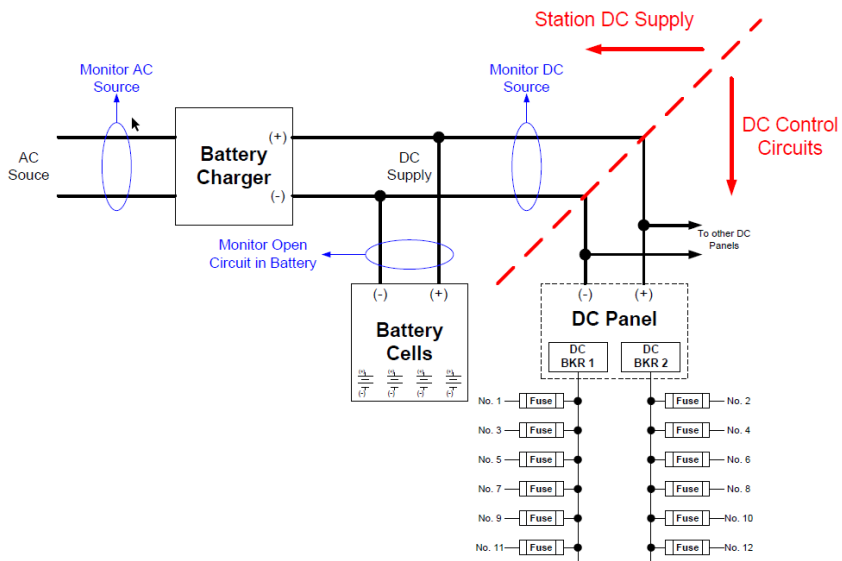 Station DC Supply
Monitor AC
Source
Monitor DC
Source
DC Control
Circuits
AC
Souce
Battery
Charger
(+)
(-)
DC
Supply
To other DC
Panels
Monitor Open
Circuit in Battery
(-)
(+)
(-)
(+)
Battery
Cells
(+)
(+)
(+)
(+)
(-)
(-)
(-)
(-)
DC Panel
DC
BKR 1
DC
BKR 2
No. 1
Fuse
Fuse
No. 2
No. 3
Fuse
Fuse
No. 4
No. 5
Fuse
Fuse
No. 6
No. 7
Fuse
Fuse
No. 8
No. 9
Fuse
Fuse
No. 10
No. 11
Fuse
Fuse
No. 12